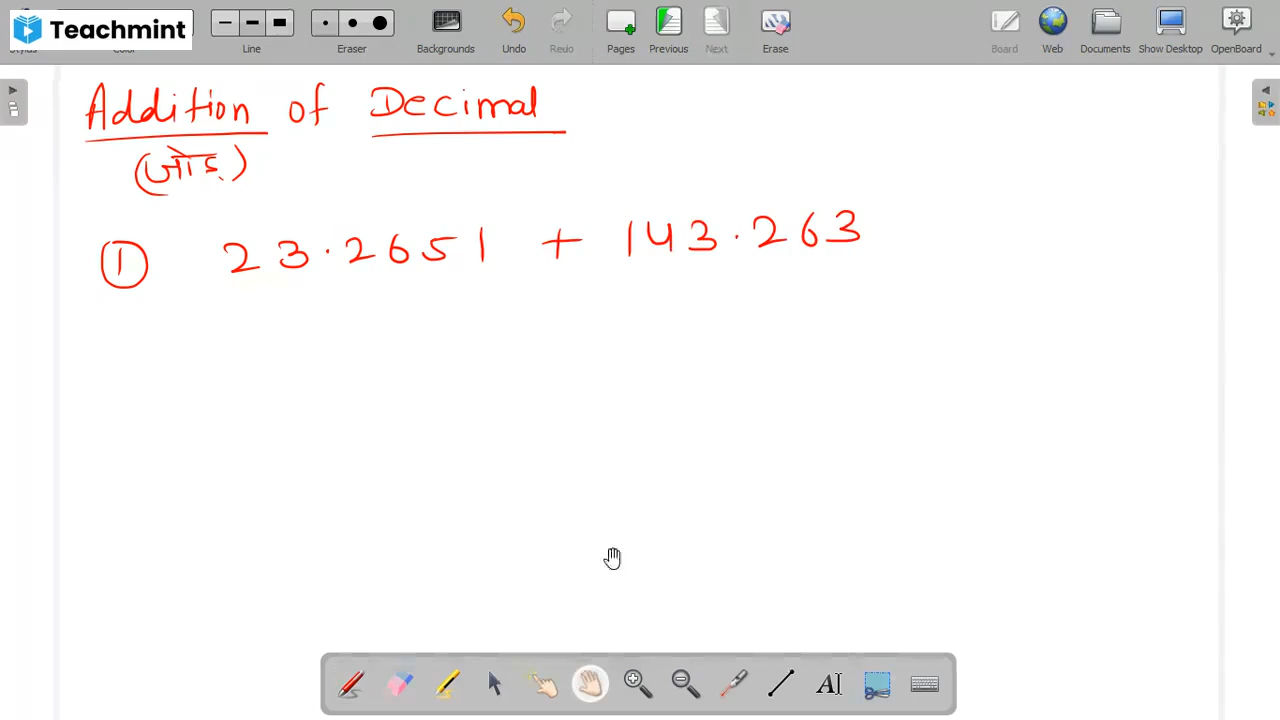 Teachmint
Line Eraser Backgrounds Undo Redo Pages Previous Next Erase Board Web Documents Show Desktop OpenBoard
Addition of Decimal
(जोड़)
① 23.2651 + 143.263